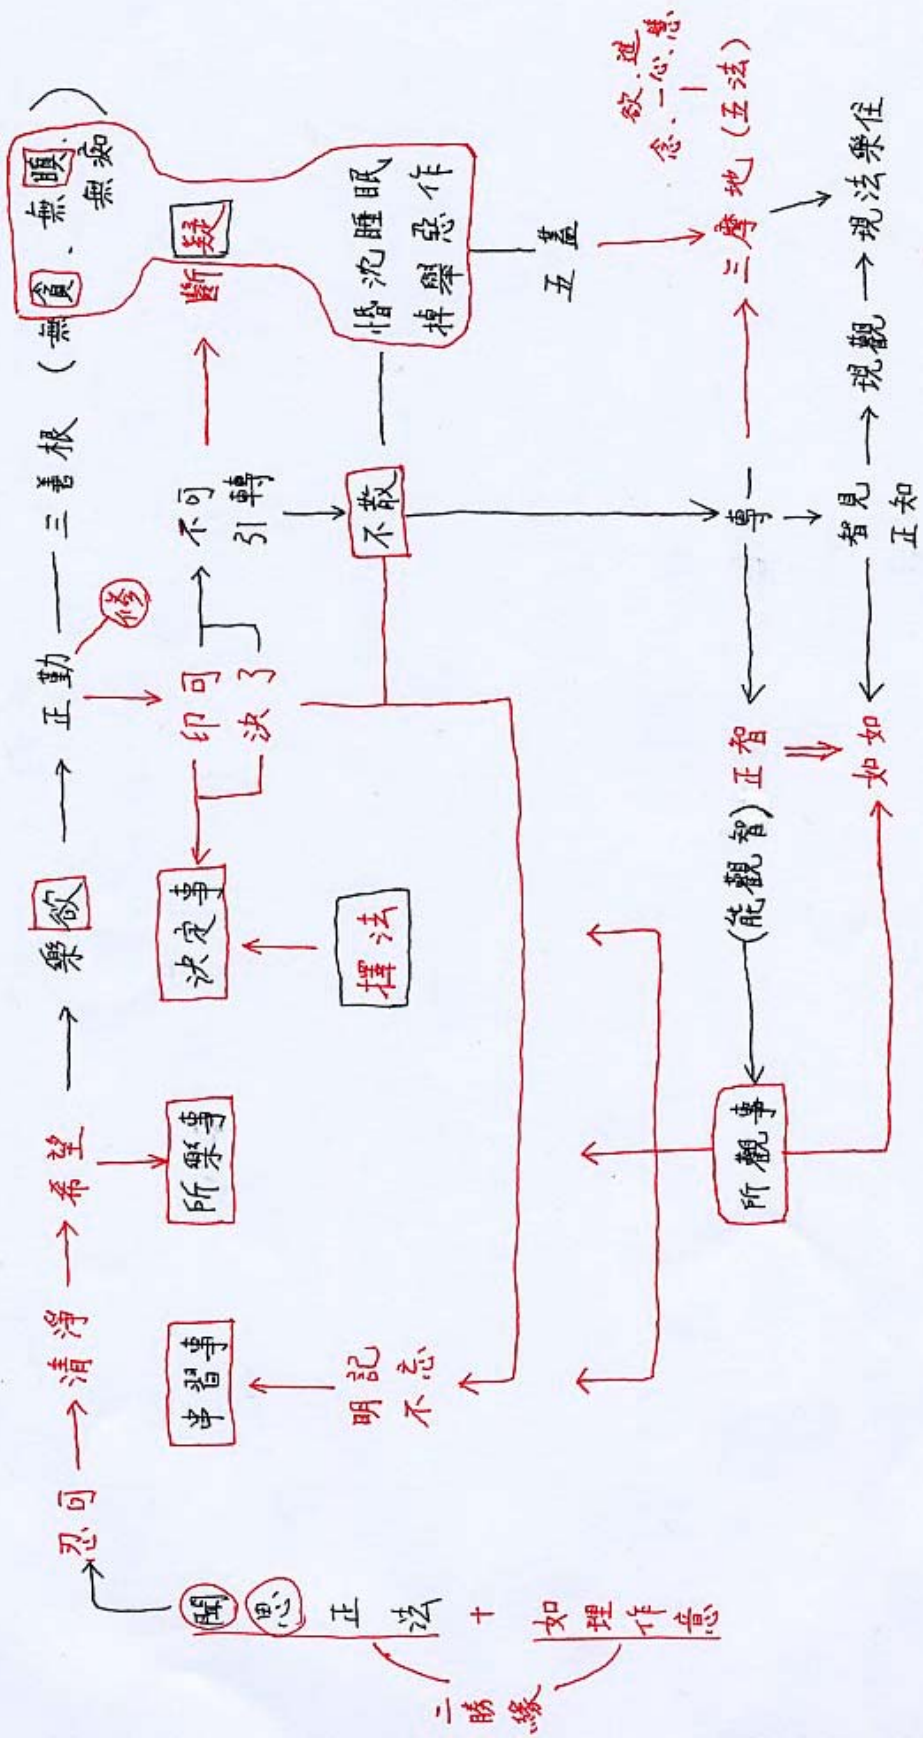 忍可 → 清淨 → 希望 → 樂欲 → 正勤 — 三善根 (無貪、無瞋、無痴)
修
聞思正法 + 如理作意
二勝緣
串習事
所樂事
決定事
印可
決了
不可
引轉
斷疑
明記
不忘
擇法
不散
惛沉睡眠
掉舉惡作
五蓋
欲.進
念、一心、慧
所觀事
(能觀智)
正智
專一
三摩地(五法)
如如
智見 → 現觀 → 現法樂住
正知